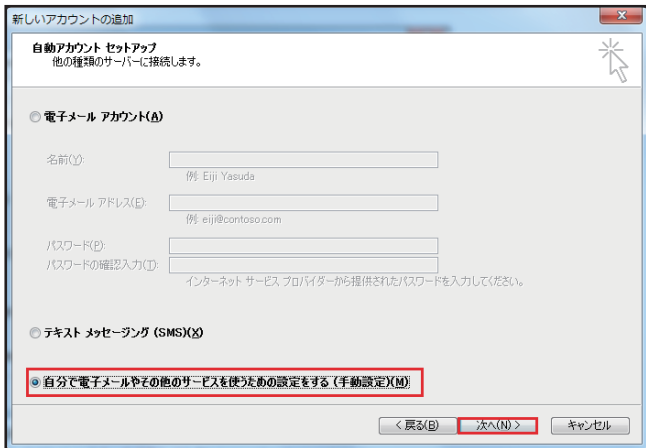 新しいアカウントの追加
自動アカウント セットアップ
他の種類のサーバーに接続します。
電子メール アカウント(A)
名前(Y):
例: Eiji Yasuda
電子メール アドレス(E):
例: eiji@contoso.com
パスワード(P):
パスワードの確認入力(T):
インターネット サービス プロバイダーから提供されたパスワードを入力してください。
テキスト メッセージング (SMS)(X)
自分で電子メールやその他のサービスを使うための設定をする (手動設定)(M)
< 戻る(B) 次へ(N) > キャンセル